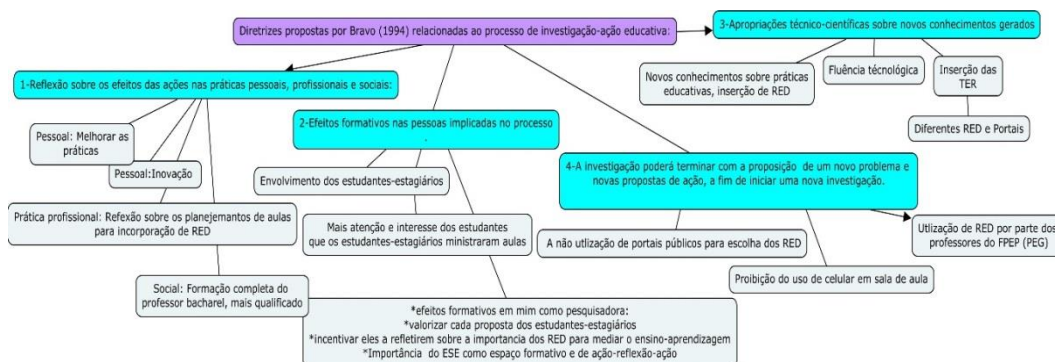 Diretrizes propostas por Bravo (1994) relacionadas ao processo de investigação-ação educativa:
1-Reflexão sobre os efeitos das ações nas práticas pessoais, profissionais e sociais:
Pessoal: Melhorar as
práticas
Pessoal:Inovação
Prática profissional: Refexão sobre os planejemantos de aulas
para incorporação de RED
Social: Formação completa do
professor bacharel, mais qualificado
2-Efeitos formativos nas pessoas implicadas no processo
.
Envolvimento dos estudantes-estagiários
Mais atenção e interesse dos estudantes
que os estudantes-estagiários ministraram aulas
*efeitos formativos em mim como pesquisadora:
*valorizar cada proposta dos estudantes-estagiários
*incentivar eles a refletirem sobre a importancia dos RED para mediar o ensino-aprendizagem
*Importância do ESE como espaço formativo e de ação-reflexão-ação
3-Apropriações técnico-científicas sobre novos conhecimentos gerados
Novos conhecimentos sobre práticas
educativas, inserção de RED
Fluência técnológica
Inserção das
TER
Diferentes RED e Portais
4-A investigação poderá terminar com a proposição de um novo problema e
novas propostas de ação, a fim de iniciar uma nova investigação.
A não utlização de portais públicos para escolha dos RED
Proibição do uso de celular em sala de aula
Utlização de RED por parte dos
professores do FPEP (PEG)